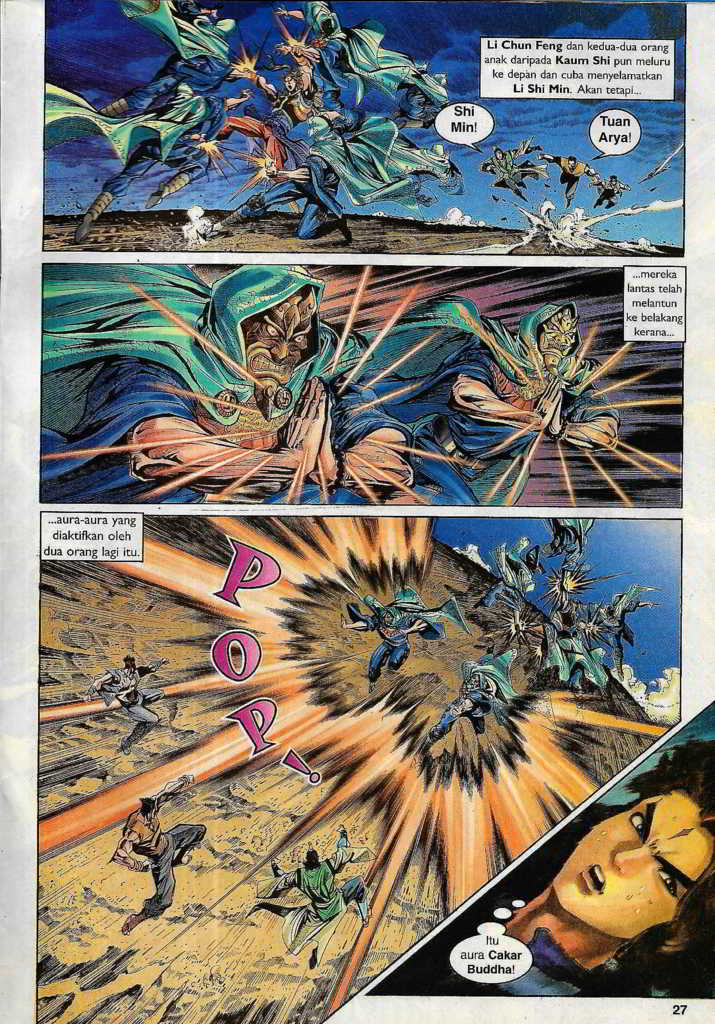 Li Chun Feng dan kedua-dua orang
anak daripada Kaum Shi pun meluru
ke depan dan cuba menyelamatkan
Li Shi Min. Akan tetapi...
Shi
Min!
Tuan
Arya!
...mereka
lantas telah
melantun
ke belakang
kerana...
...aura-aura yang
diaktifkan oleh
dua orang lagi itu.
POP!
Itu
aura Cakar
Buddha!
27